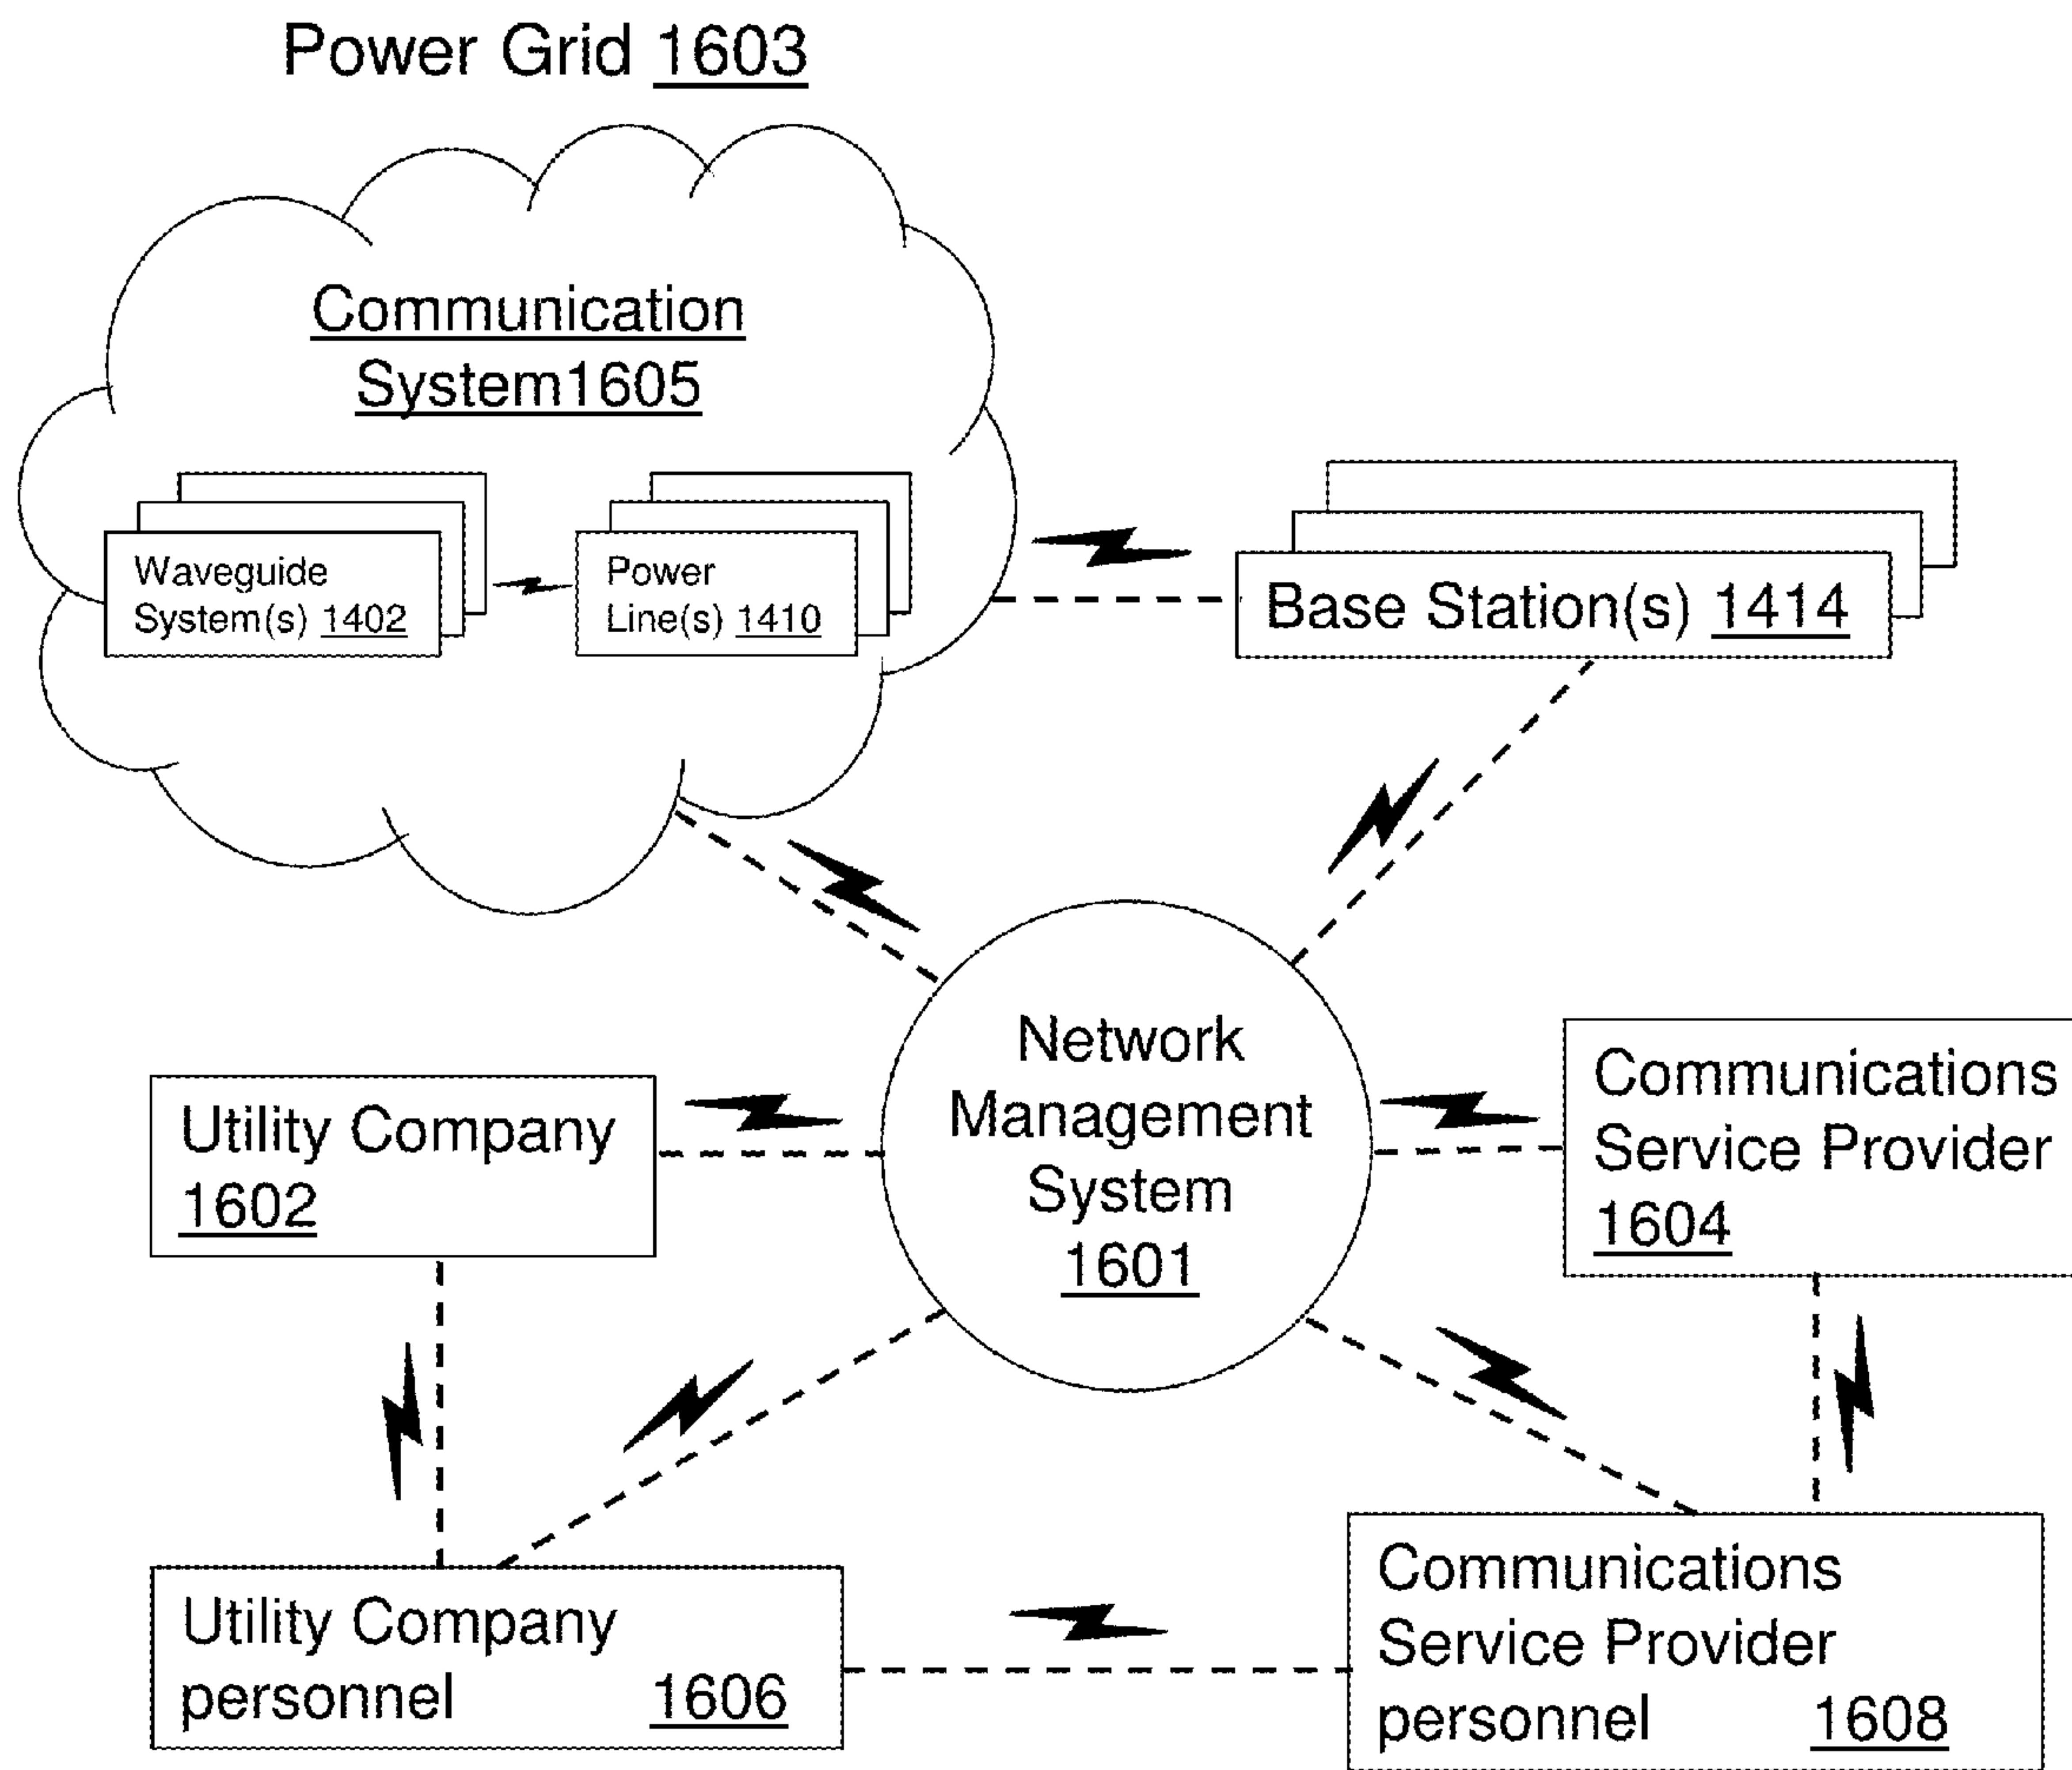 Power Grid 1603
Communication
System1605
Waveguide
System(s) 1402
Power
Line(s) 1410
Base Station(s) 1414
Network
Management
System
1601
Utility Company
1602
Communications
Service Provider
1604
Utility Company
personnel 1606
Communications
Service Provider
personnel 1608